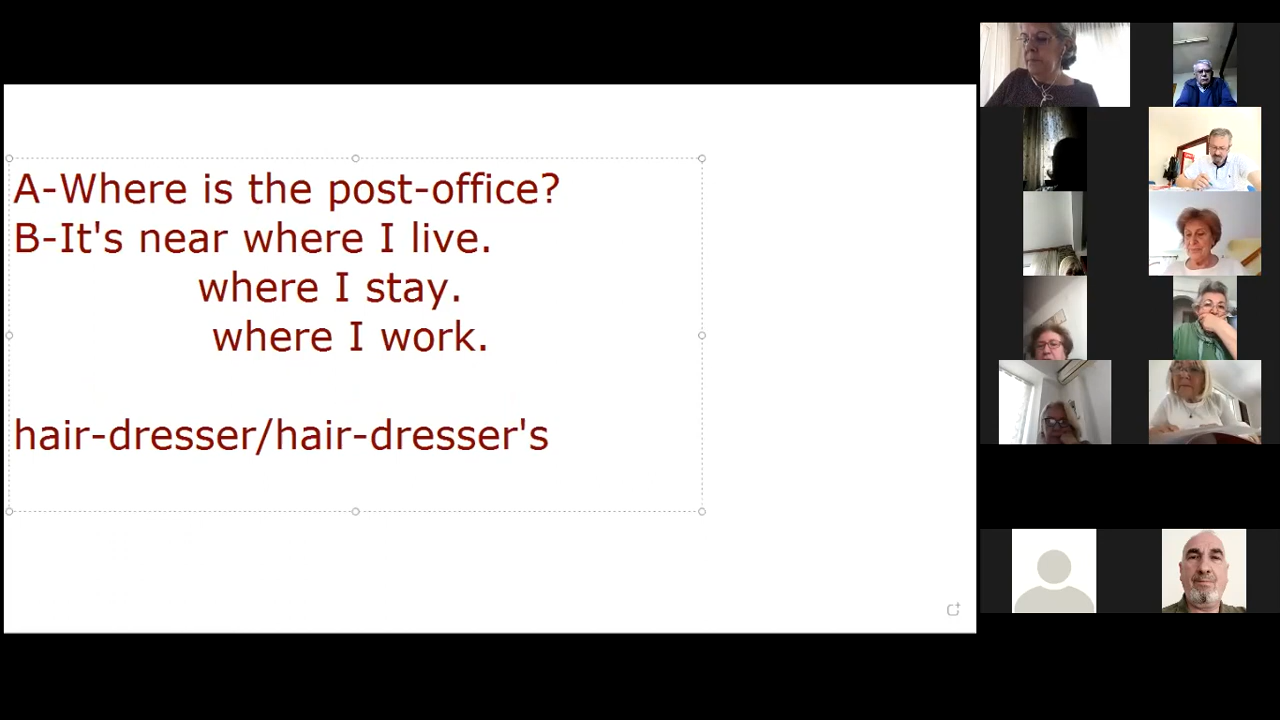 A-Where is the post-office?
B-It's near where I live.
where I stay.
where I work.
hair-dresser/hair-dresser's